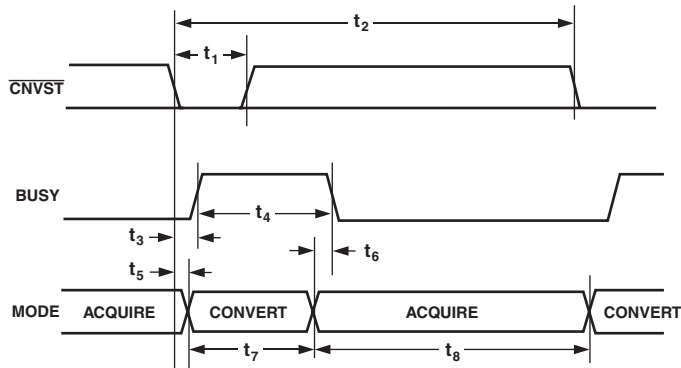 t2
t1
CNVST
BUSY
t4
t3
t6
t5
MODE ACQUIRE CONVERT ACQUIRE CONVERT
t7 t8